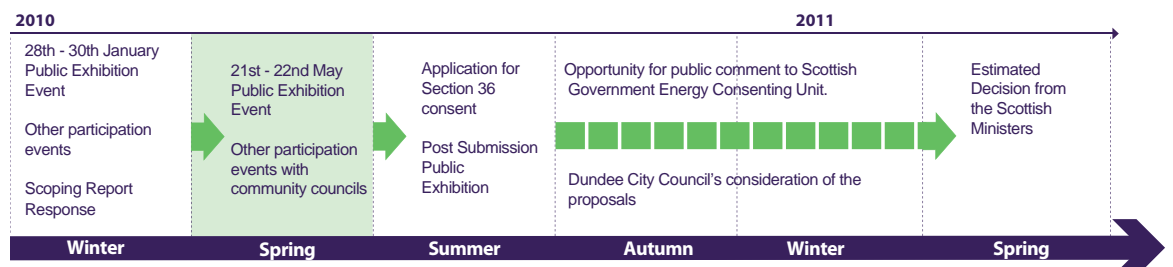 2010
2011
28th - 30th January
Public Exhibition
Event
Other participation
events
Scoping Report
Response
21st - 22nd May
Public Exhibition
Event
Other participation
events with
community councils
Application for
Section 36
consent
Post Submission
Public
Exhibition
Opportunity for public comment to Scottish
Government Energy Consenting Unit.
Dundee City Council's consideration of the
proposals
Estimated
Decision from
the Scottish
Ministers
Winter
Spring
Summer
Autumn
Winter
Spring